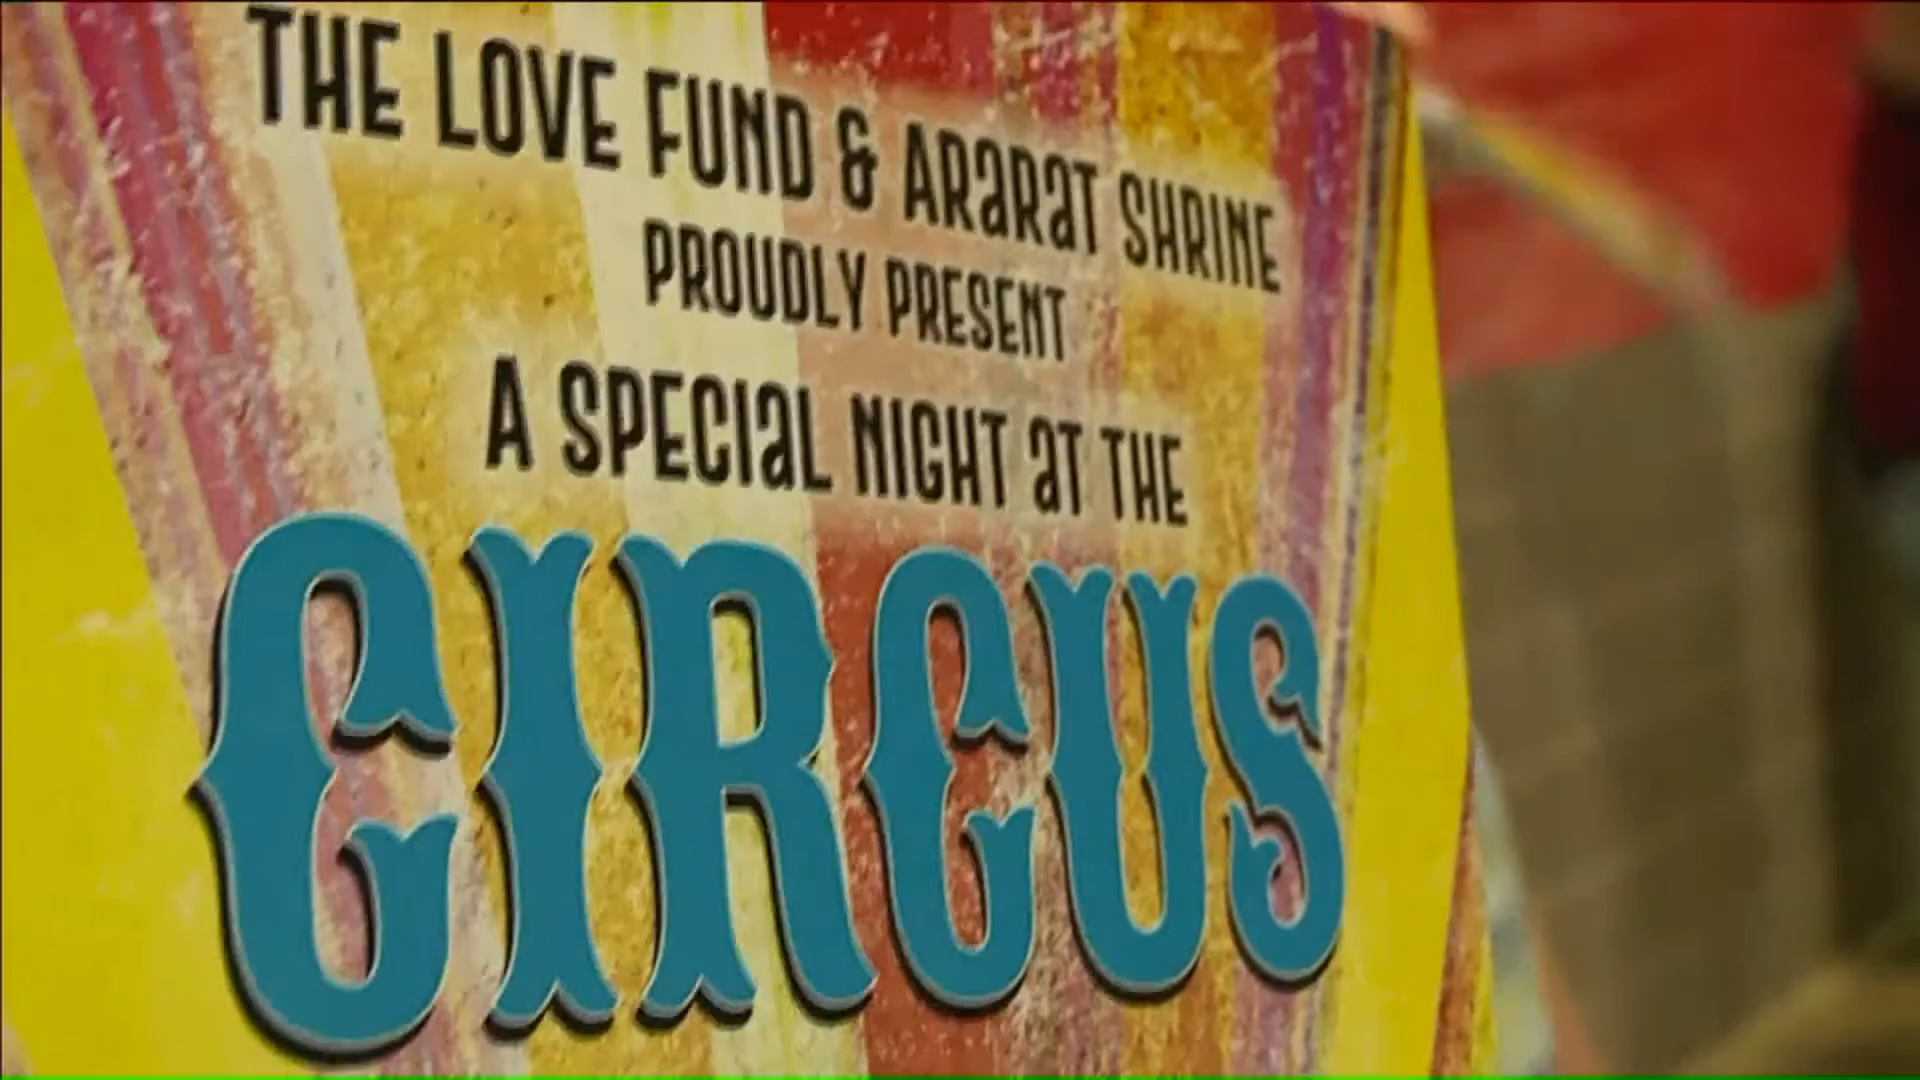 THE LOVE FUND & ARARAT SHRINE
PROUDLY PRESENT
A SPECIAL NIGHT AT THE
CIRCUS